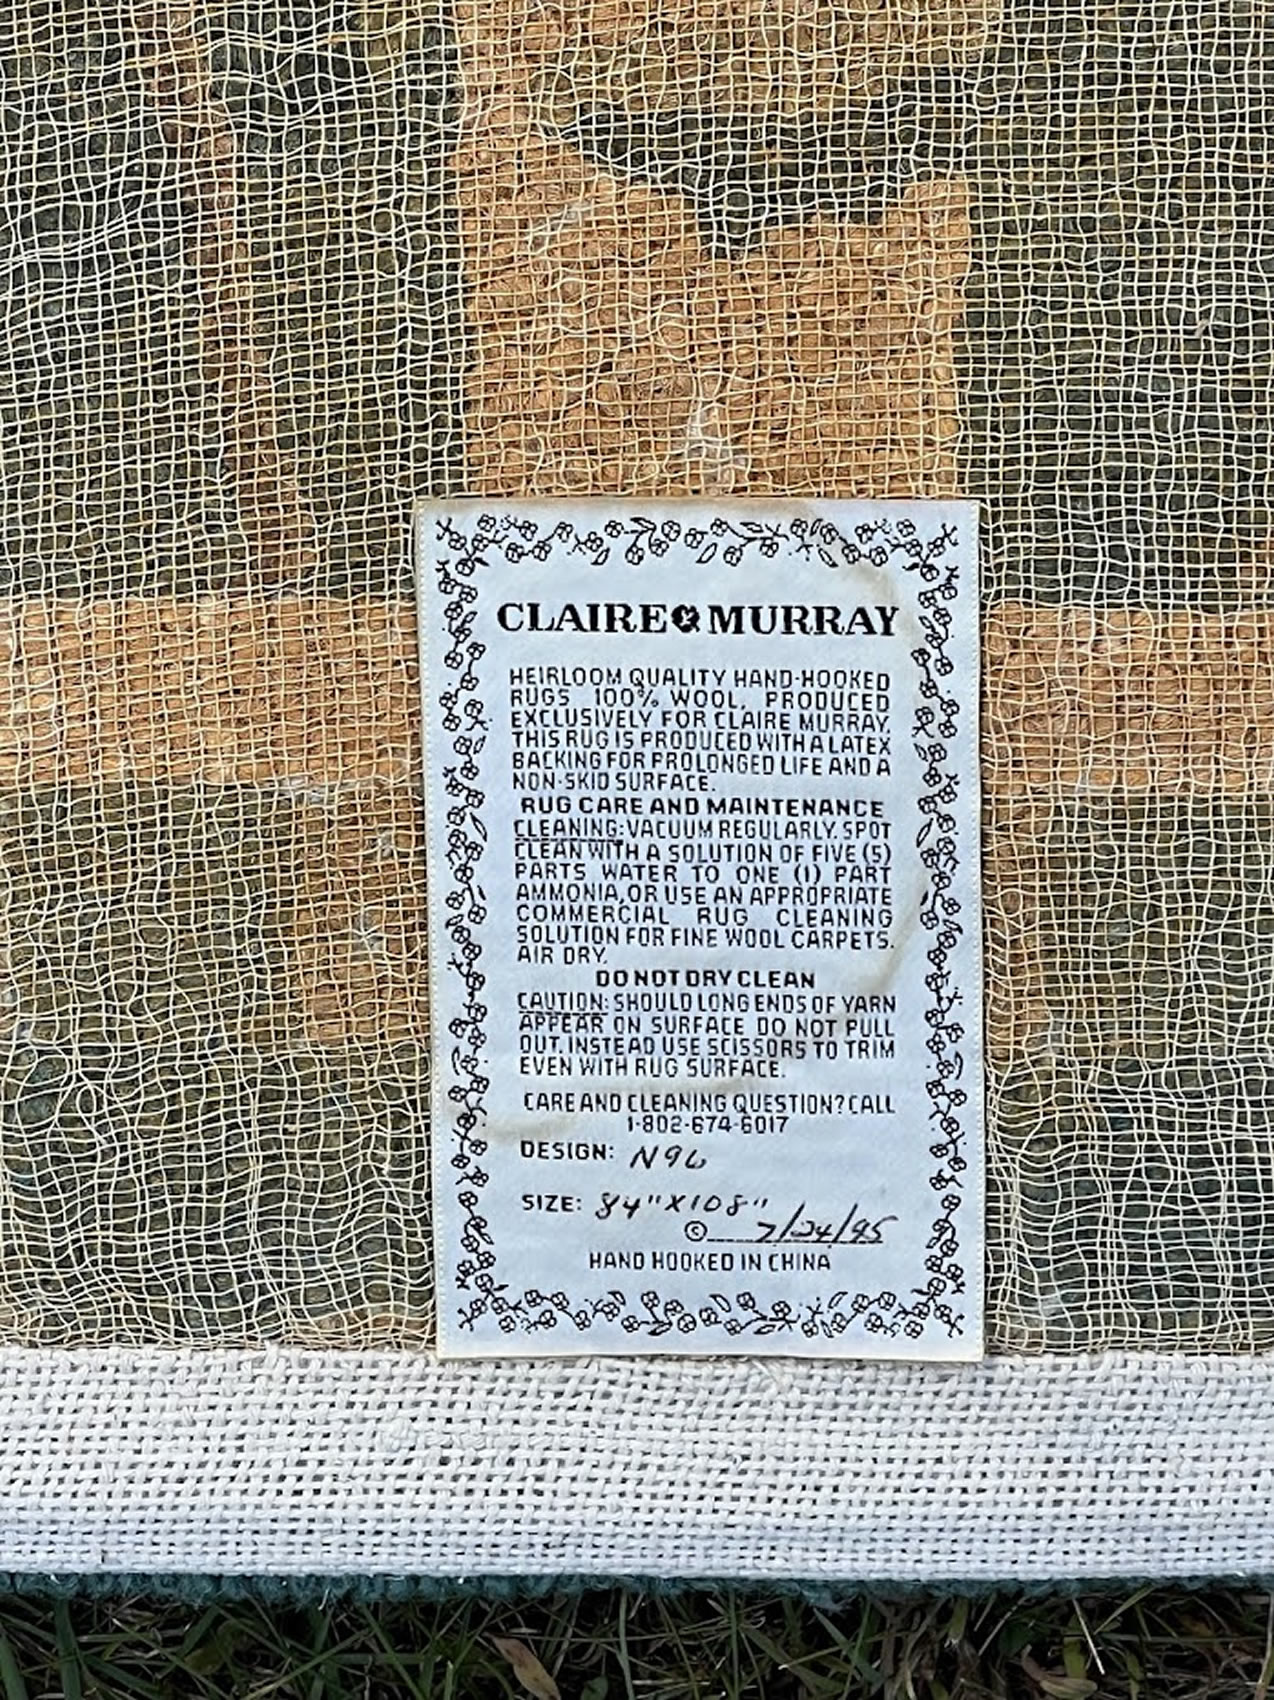 CLAIRE MURRAY
HEIRLOOM QUALITY HAND-HOOKED
RUGS 100% WOOL, PRODUCED
EXCLUSIVELY FOR CLAIRE MURRAY.
THIS RUG IS PRODUCED WITH A LATEX
BACKING FOR PROLONGED LIFE AND A
NON-SKID SURFACE.
RUG CARE AND MAINTENANCE
CLEANING: VACUUM REGULARLY. SPOT
CLEAN WITH A SOLUTION OF FIVE (5)
PARTS WATER TO ONE (1) PART
AMMONIA, OR USE AN APPROPRIATE
COMMERCIAL RUG CLEANING
SOLUTION FOR FINE WOOL CARPETS.
AIR DRY.
DO NOT DRY CLEAN
CAUTION: SHOULD LONG ENDS OF YARN
APPEAR ON SURFACE DO NOT PULL
OUT. INSTEAD USE SCISSORS TO TRIM
EVEN WITH RUG SURFACE.
CARE AND CLEANING QUESTION? CALL
1-802-674-6017
DESIGN: N96
SIZE: 84" X 108"
© 7/24/95
HAND HOOKED IN CHINA